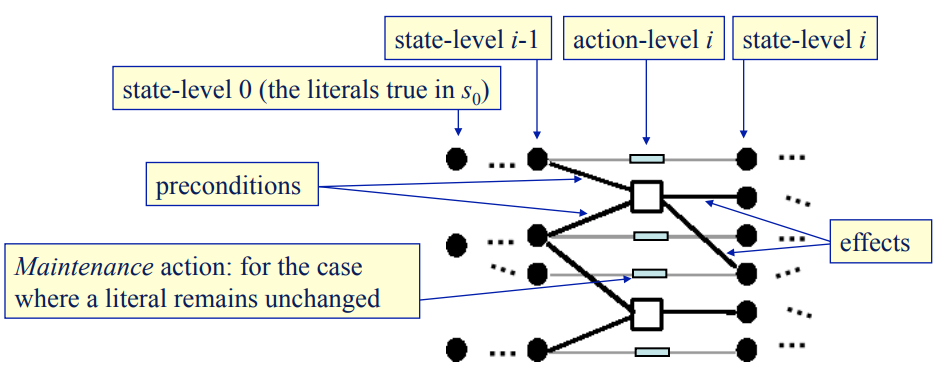 state-level i-1
action-level i
state-level i
state-level 0 (the literals true in s0)
preconditions
effects
Maintenance action: for the case
where a literal remains unchanged